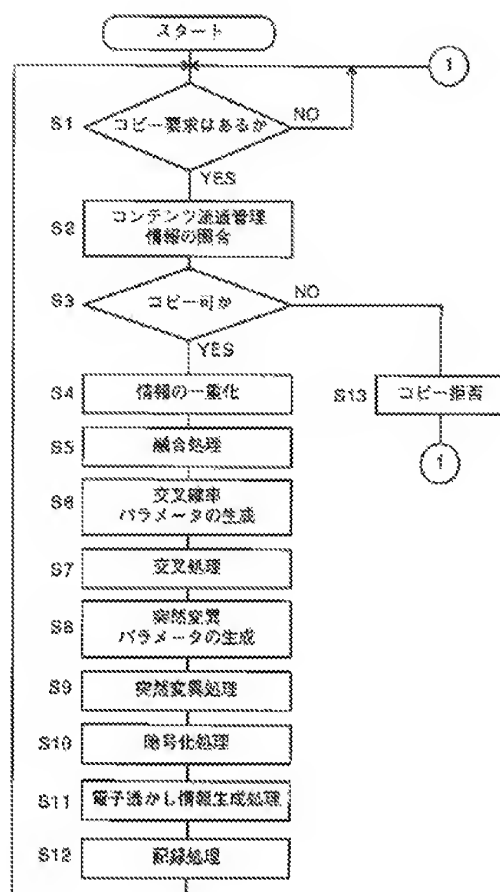 スタート
1
S1
コピー要求はあるか
NO
YES
S2
コンテンツ流通管理
情報の照合
S3
コピー可か
NO
YES
S4
情報の一重化
S13
コピー拒否
1
S5
融合処理
S6
交叉確率
パラメータの生成
S7
交叉処理
S8
突然変異
パラメータの生成
S9
突然変異処理
S10
暗号化処理
S11
電子透かし情報生成処理
S12
記録処理